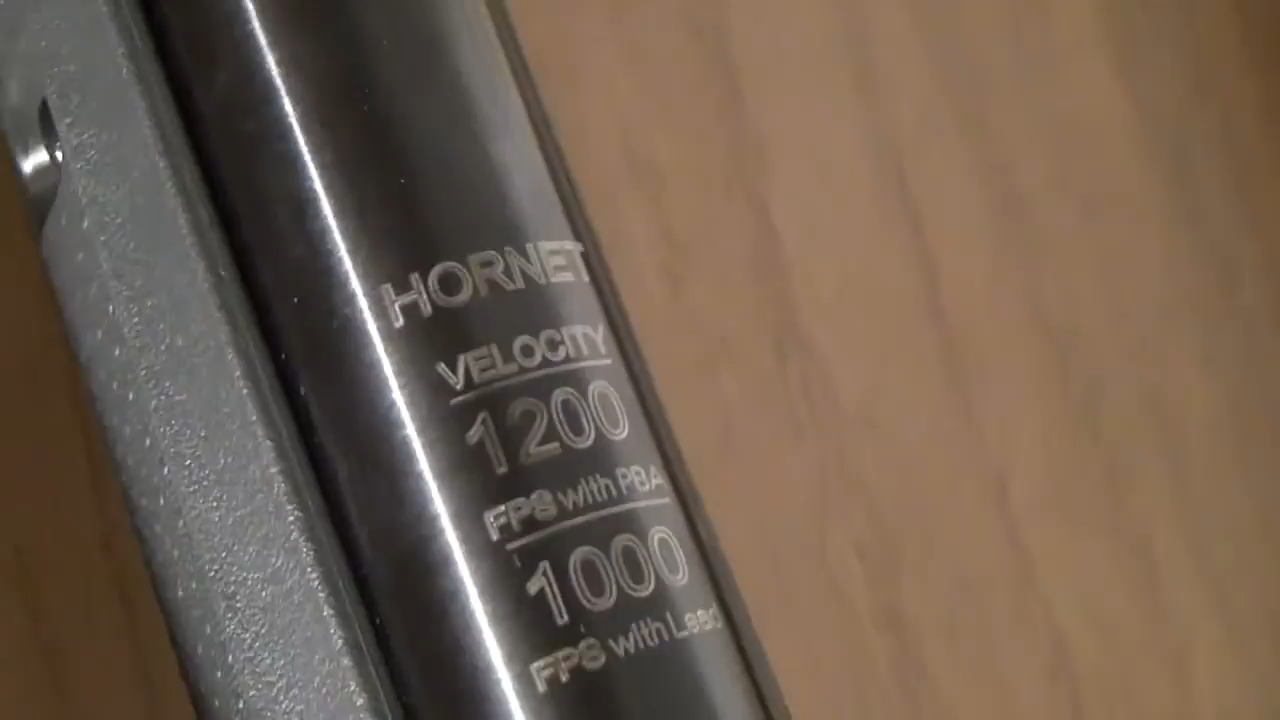 HORNET
VELOCITY
1200
FPS with PBA
1000
FPS with Lead